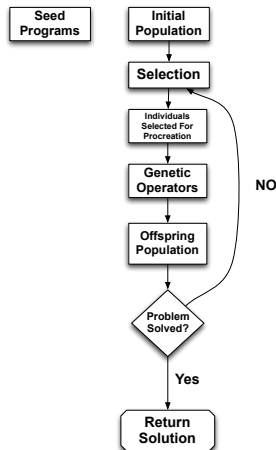 Seed
Programs
Initial
Population
Selection
Individuals
Selected For
Procreation
Genetic
Operators
NO
Offspring
Population
Problem
Solved?
Yes
Return
Solution